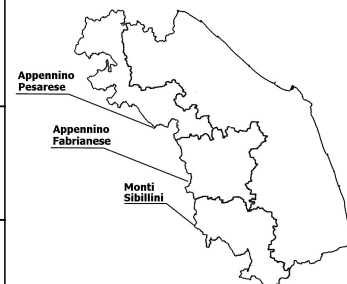 Appennino
Pesarese
Appennino
Fabrianese
Monti
Sibillini